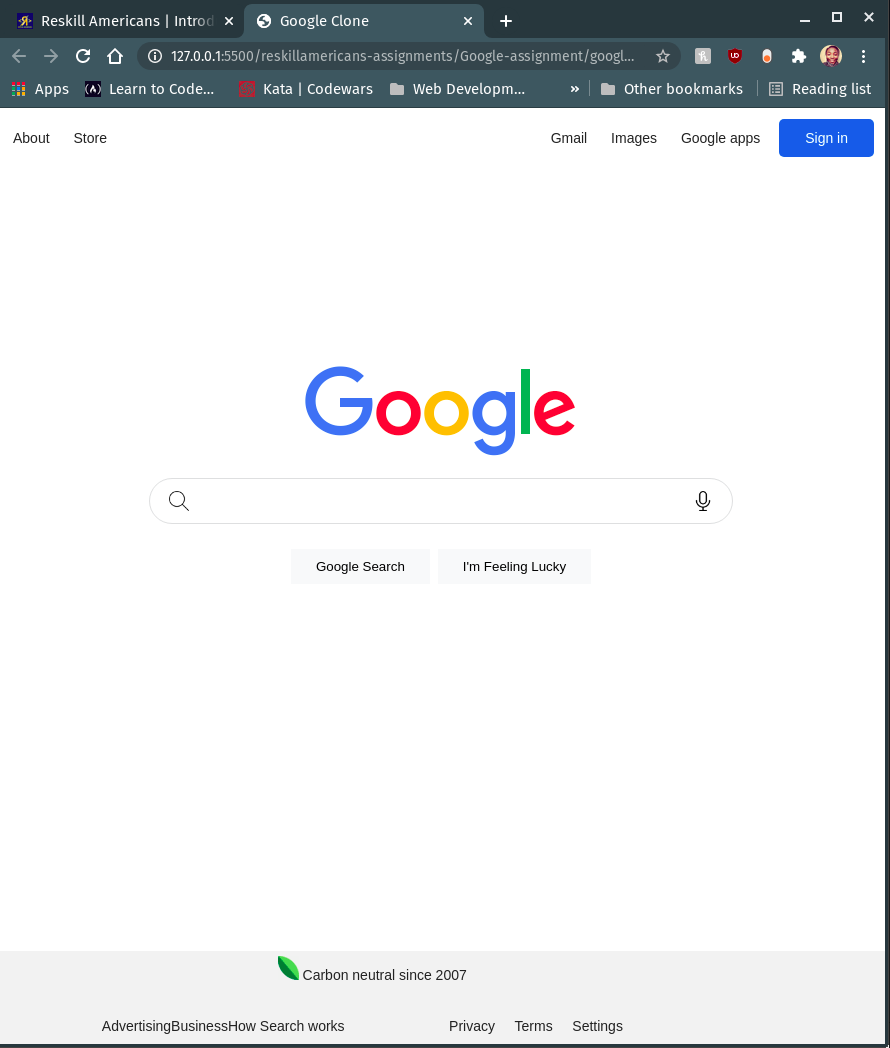 Reskill Americans | Introd
Google Clone
127.0.0.1:5500/reskillamericans-assignments/Google-assignment/googl...
UD
Apps
Learn to Code...
Kata | Codewars
Web Developm...
»
Other bookmarks
Reading list
About Store
Gmail Images Google apps Sign in
Google
Google Search I'm Feeling Lucky
Carbon neutral since 2007
AdvertisingBusinessHow Search works Privacy Terms Settings